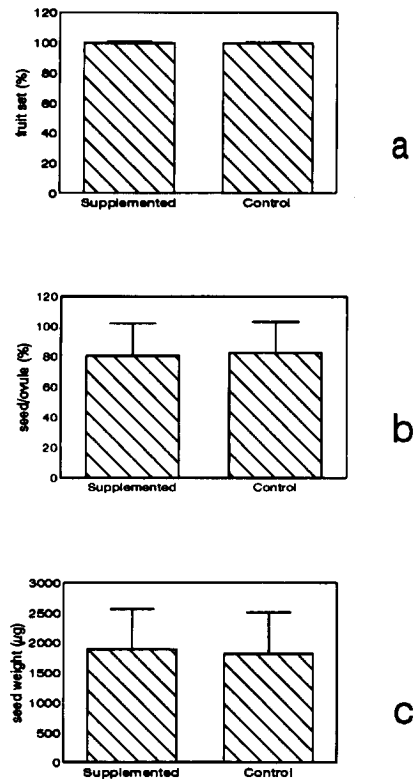 120
100
80
60
40
20
0
fruit set (%)
Supplemented Control
a
120
100
80
60
40
20
0
seed/ovule (%)
Supplemented Control
b
3000
2500
2000
1500
1000
500
0
seed weight (µg)
Supplemented Control
c